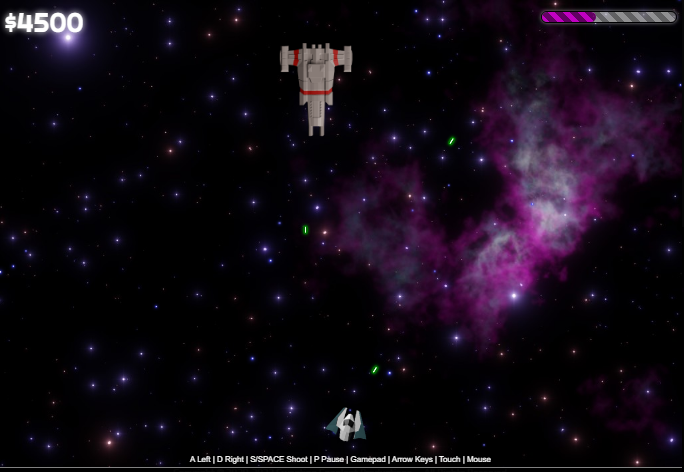 $4500
A Left | D Right | S/SPACE Shoot | P Pause | Gamepad | Arrow Keys | Touch | Mouse